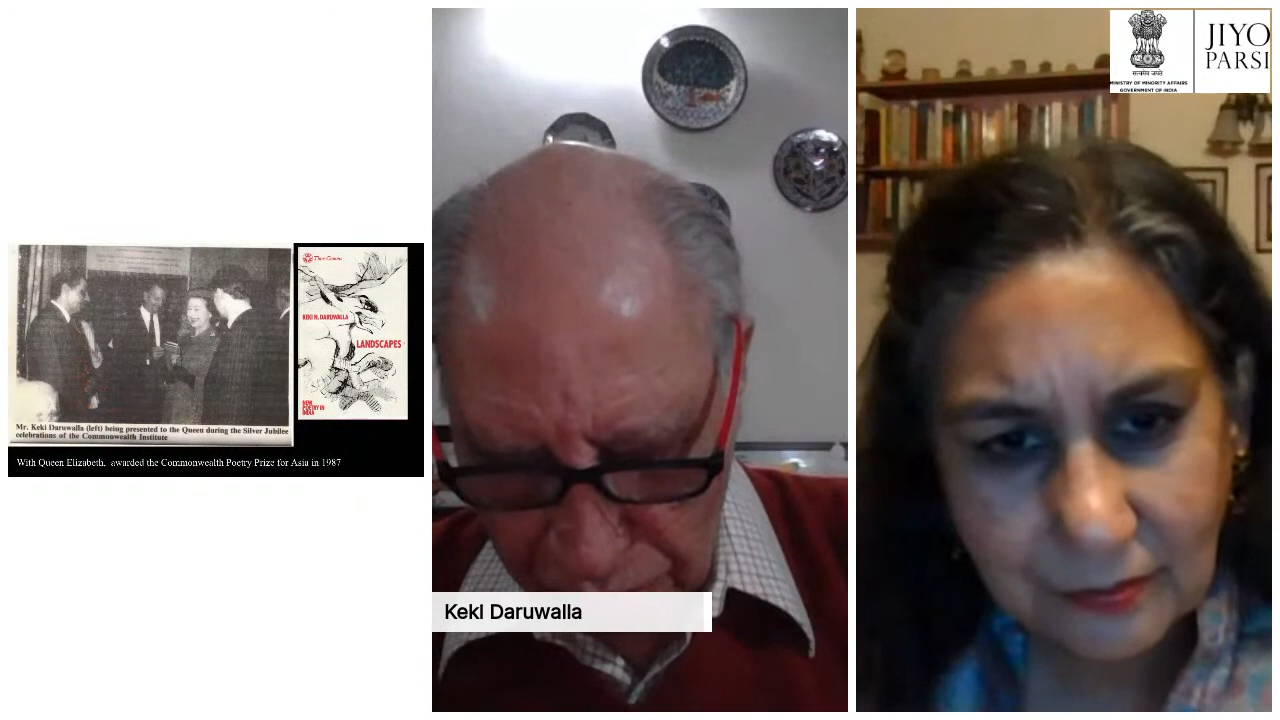 Mr. Keki Daruwalla (left) being presented to the Queen during the Silver Jubilee
celebrations of the Commonwealth Institute
With Queen Elizabeth, awarded the Commonwealth Poetry Prize for Asia in 1987
KEKI N. DARUWALLA
LANDSCAPES
NEW
POETRY IN
INDIA
Keki Daruwalla
सत्यमेव जयते
MINISTRY OF MINORITY AFFAIRS
GOVERNMENT OF INDIA
JIYO
PARSI